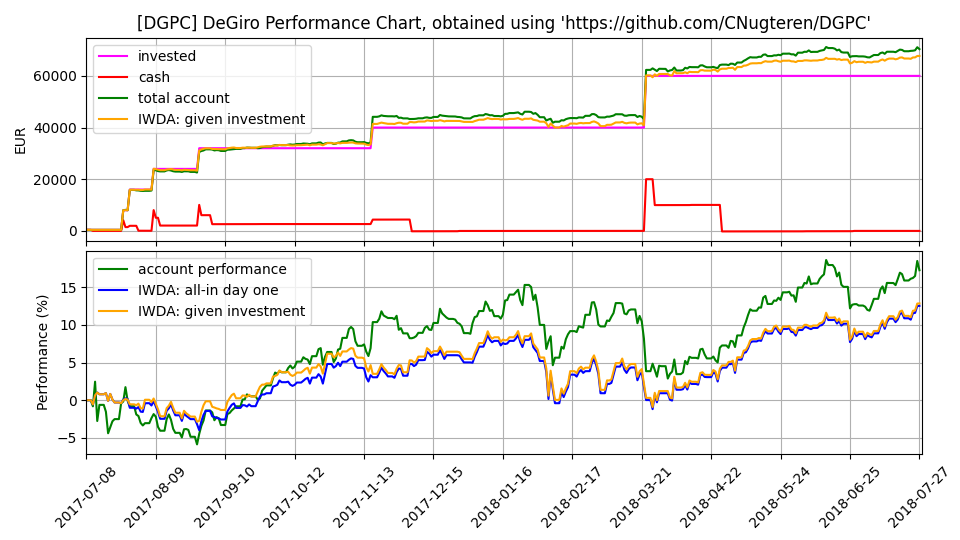 [DGPC] DeGiro Performance Chart, obtained using 'https://github.com/CNugteren/DGPC'
invested
cash
total account
IWDA: given investment
EUR
60000
40000
20000
0
account performance
IWDA: all-in day one
IWDA: given investment
Performance (%)
15
10
5
0
−5
2017-07-08
2017-08-09
2017-09-10
2017-10-12
2017-11-13
2017-12-15
2018-01-16
2018-02-17
2018-03-21
2018-04-22
2018-05-24
2018-06-25
2018-07-27